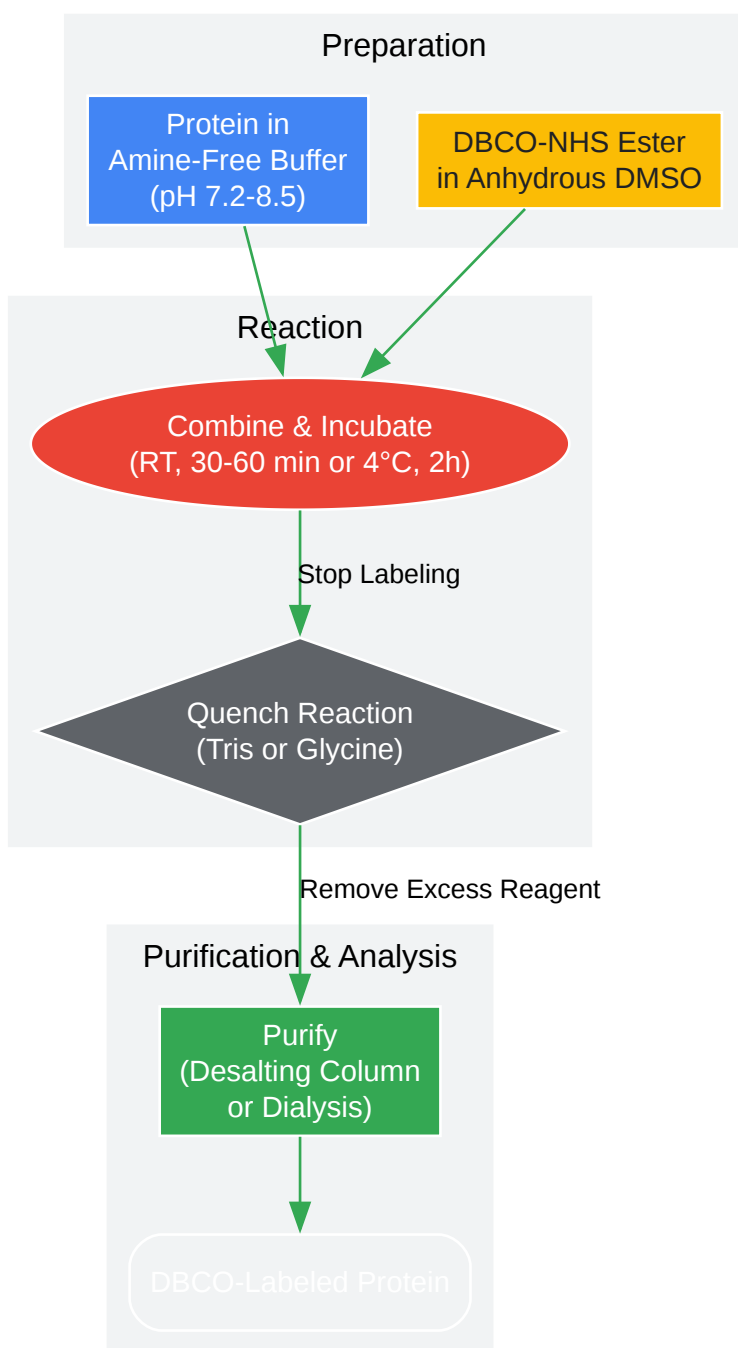 Preparation
Protein in
Amine-Free Buffer
(pH 7.2-8.5)
DBCO-NHS Ester
in Anhydrous DMSO
Reaction
Combine & Incubate
(RT, 30-60 min or 4°C, 2h)
Stop Labeling
Quench Reaction
(Tris or Glycine)
Remove Excess Reagent
Purification & Analysis
Purify
(Desalting Column
or Dialysis)
DBCO-Labeled Protein